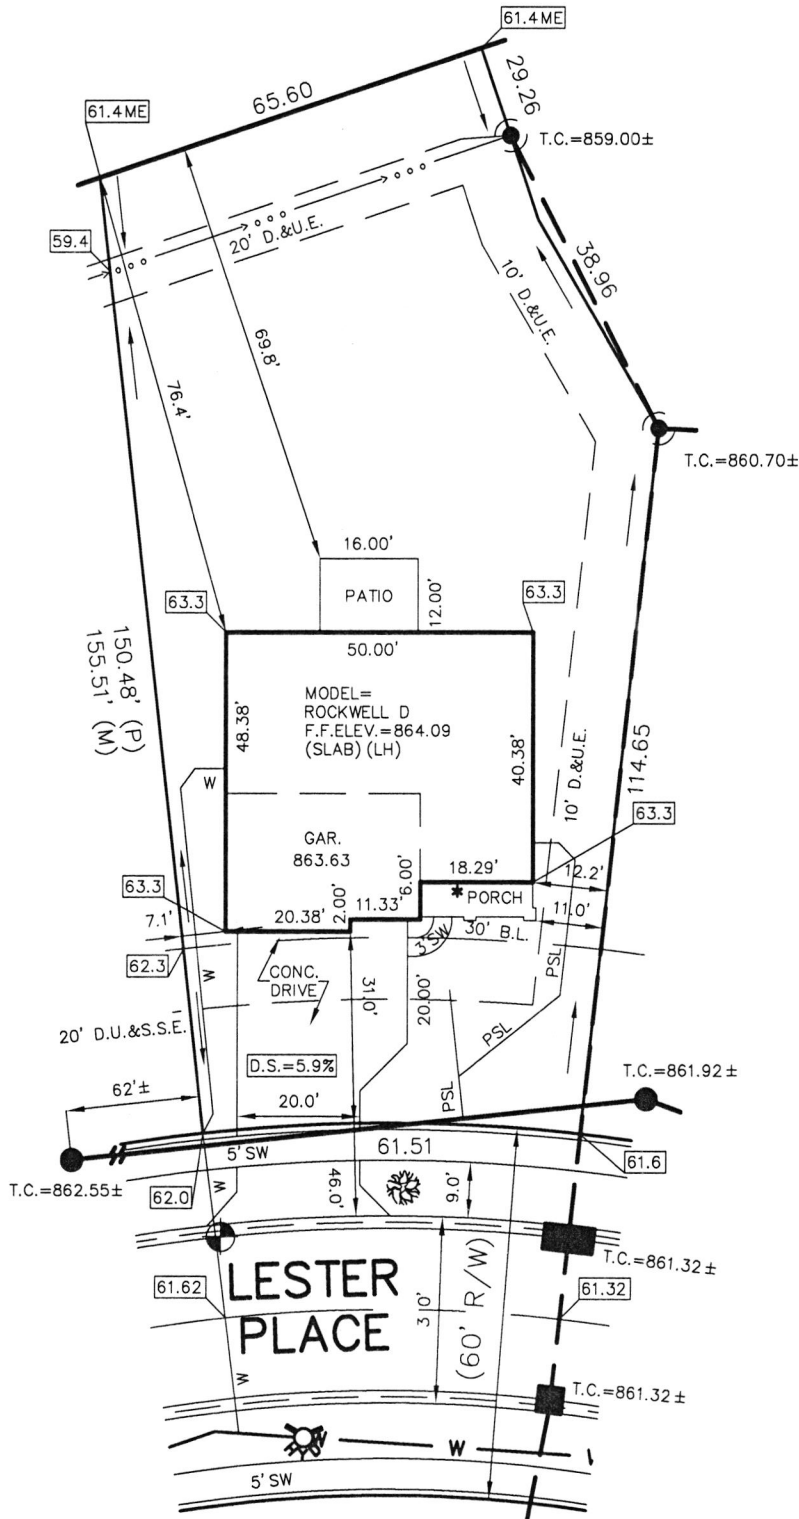 61.4ME
29.26
65.60
61.4ME
T.C.=859.00±
59.4
20' D.&U.E.
10' D.&U.E.
38.96
69.8'
76.4'
T.C.=860.70±
16.00'
PATIO
12.00'
63.3
63.3
50.00'
150.48' (P)
155.51' (M)
MODEL=
ROCKWELL D
F.F.ELEV.=864.09
(SLAB) (LH)
48.38'
40.38'
114.65
10' D.&U.E.
W
GAR.
863.63
63.3
63.3
18.29'
12.2'
6.00'
PORCH
2.00'
11.33'
20.38'
7.1'
11.0'
30' B.L.
3'SW
62.3
W
CONC.
DRIVE
31.0'
20.00'
PSL
20' D.U.&S.S.E.
PSL
D.S.=5.9%
62'±
20.0'
PSL
T.C.=861.92±
5' SW
61.51
61.6
T.C.=862.55±
62.0
W
46.0'
9.0'
T.C.=861.32±
LESTER
PLACE
61.62
31.0'
(60' R/W)
61.32
W
T.C.=861.32±
W
W
5' SW